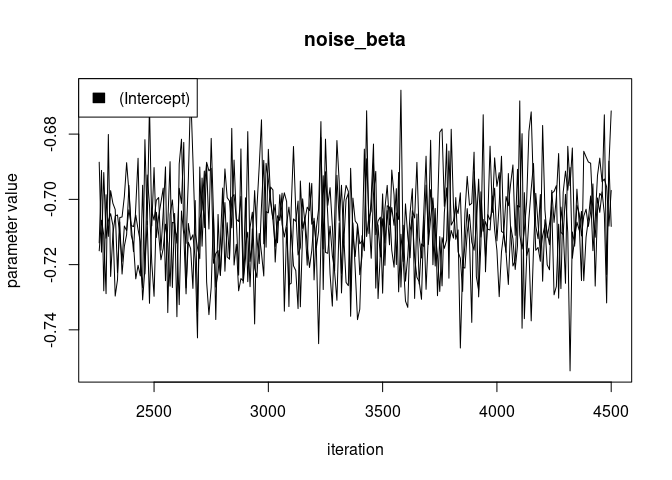 noise_beta
(Intercept)
parameter value
-0.68
-0.70
-0.72
-0.74
2500
3000
3500
4000
4500
iteration